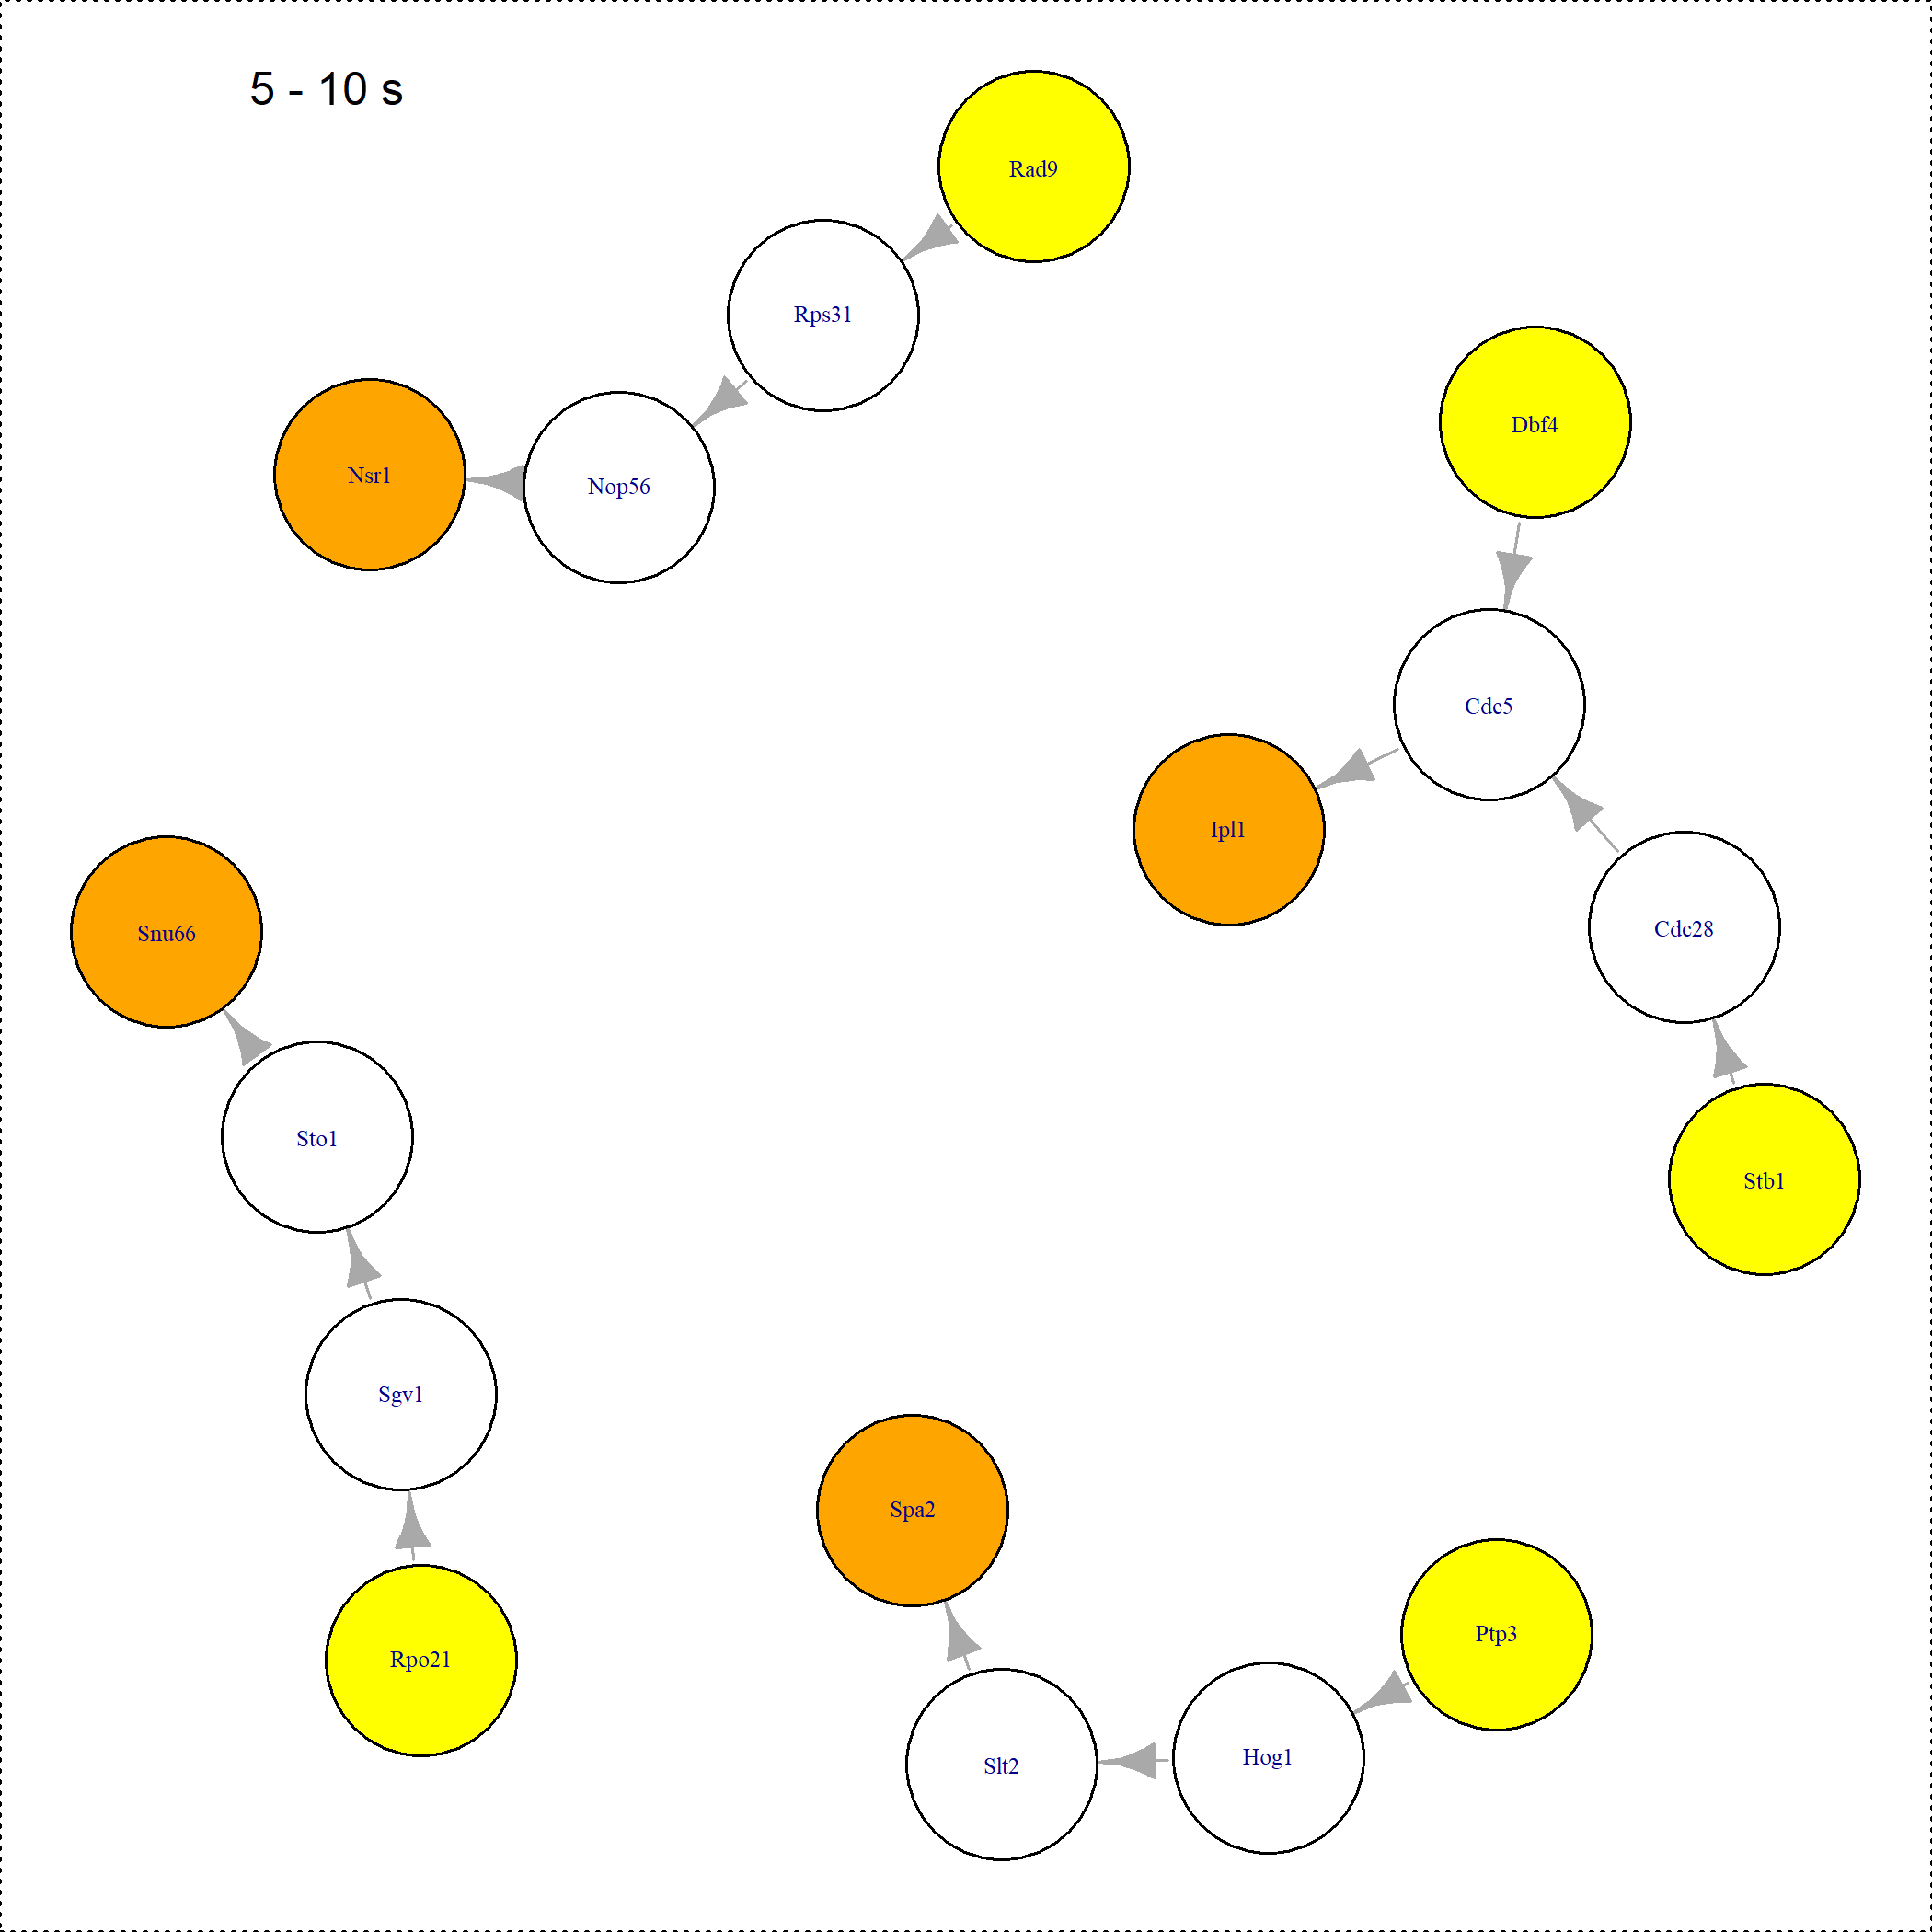 5 - 10 s
Rad9
Rps31
Nop56
Nsr1
Dbf4
Cdc5
Ipl1
Cdc28
Stb1
Snu66
Sto1
Sgv1
Rpo21
Spa2
Ptp3
Hog1
Slt2